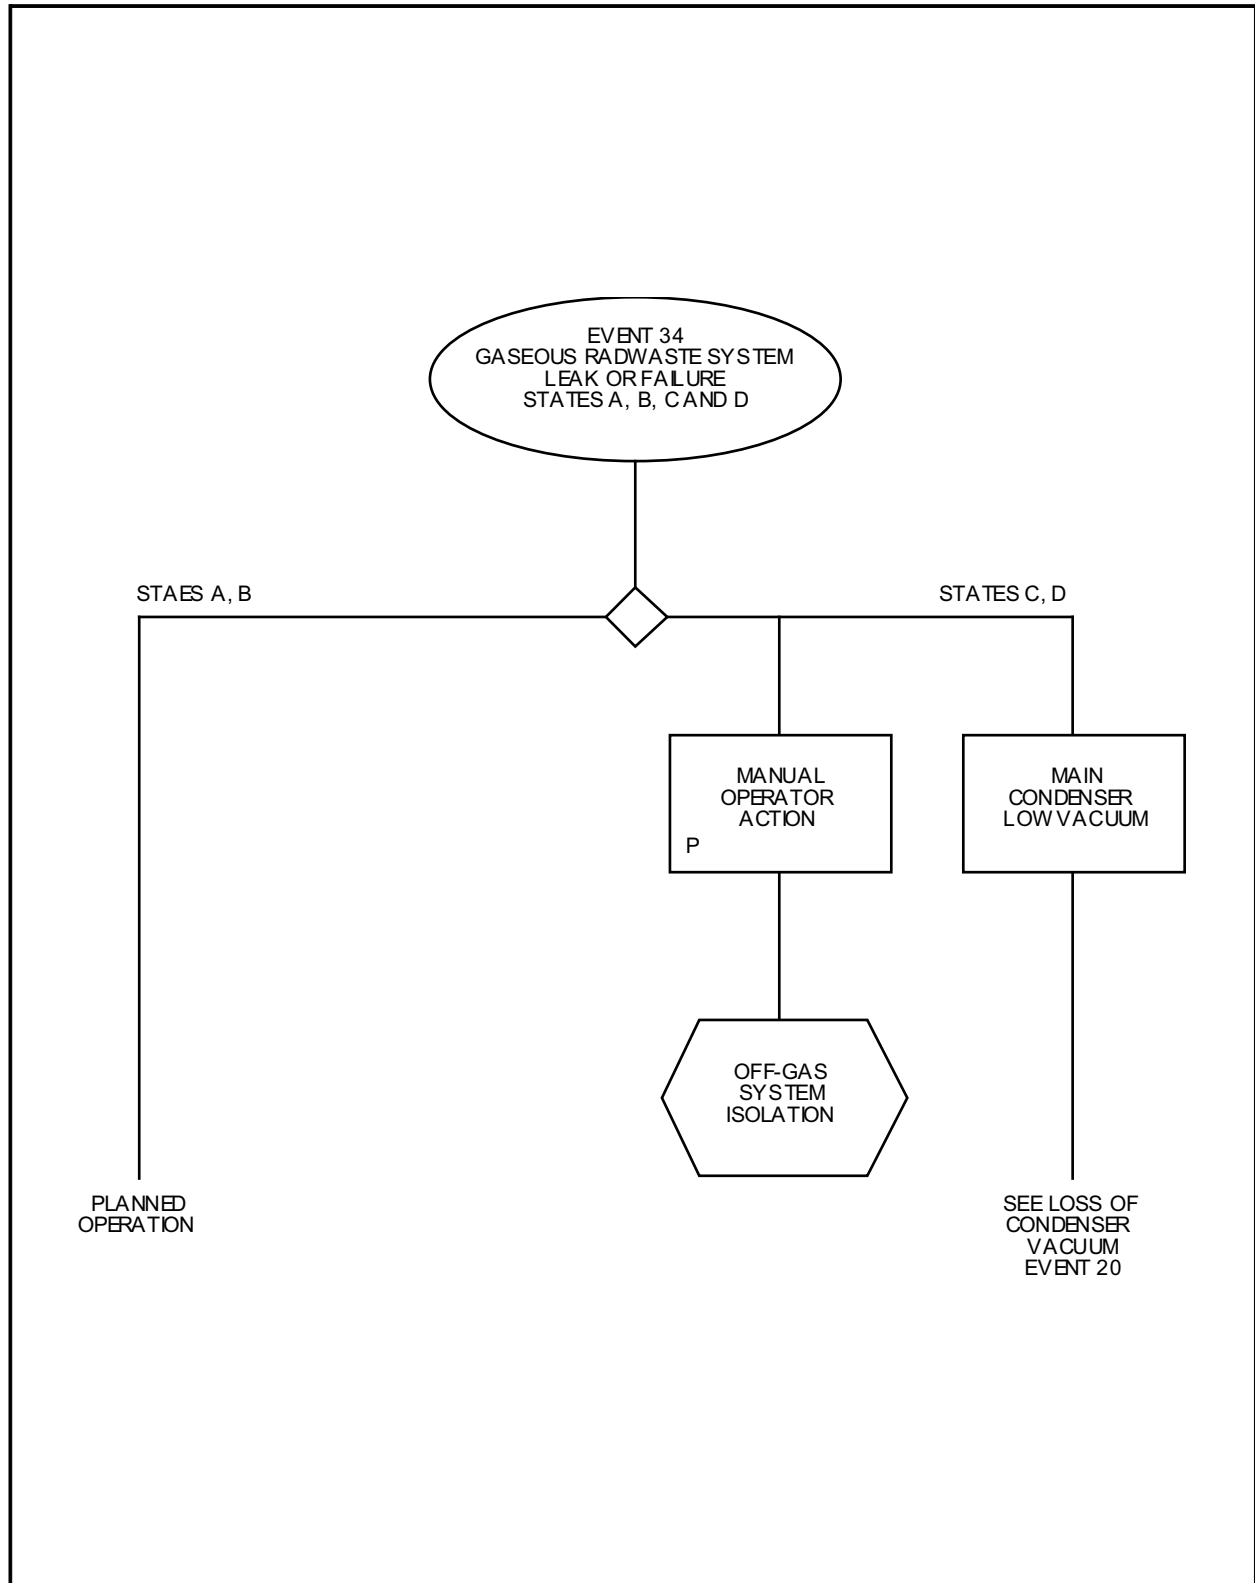 EVENT 34
GASEOUS RADWASTE SYSTEM
LEAK OR FAILURE
STATES A, B, C AND D
STAES A, B
STATES C, D
MANUAL
OPERATOR
ACTION
P
MAIN
CONDENSER
LOW VACUUM
OFF-GAS
SYSTEM
ISOLATION
PLANNED
OPERATION
SEE LOSS OF
CONDENSER
VACUUM
EVENT 20